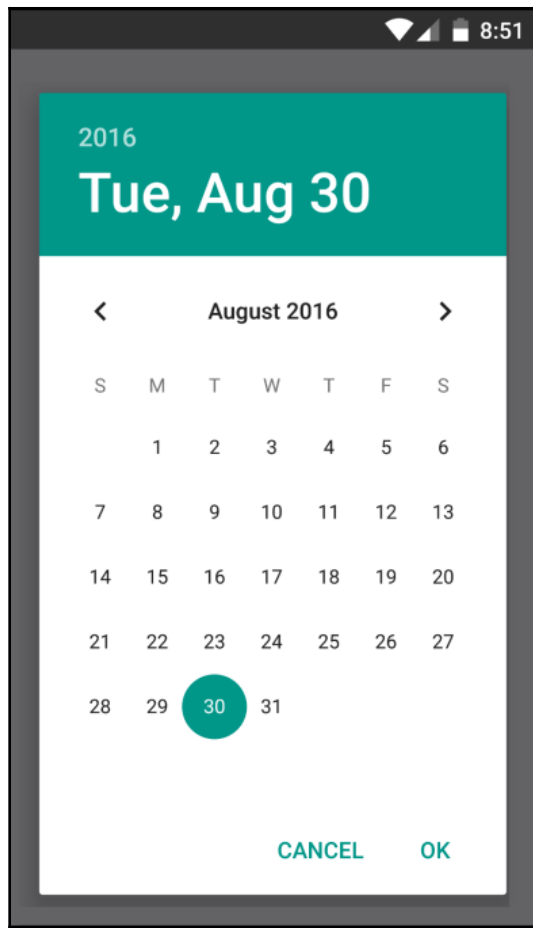 8:51
2016
Tue, Aug 30
August 2016
S M T W T F S
1 2 3 4 5 6
7 8 9 10 11 12 13
14 15 16 17 18 19 20
21 22 23 24 25 26 27
28 29 30 31
CANCEL OK